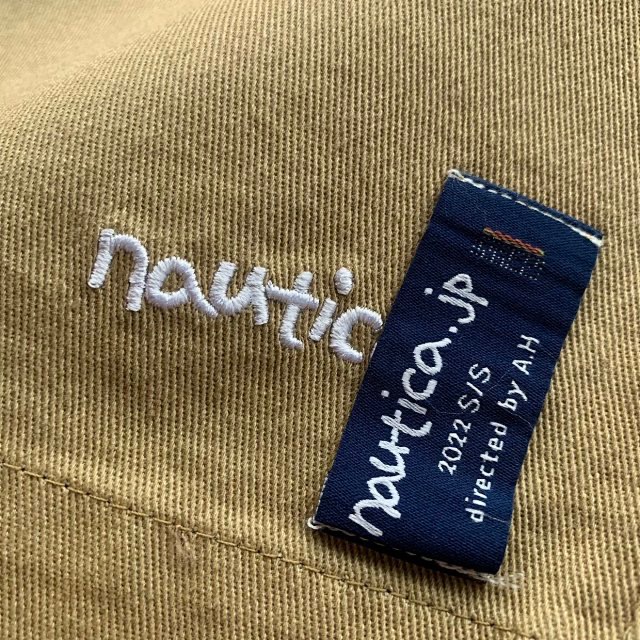 nautic
nautica.jp
2022 S/S
directed by A.H